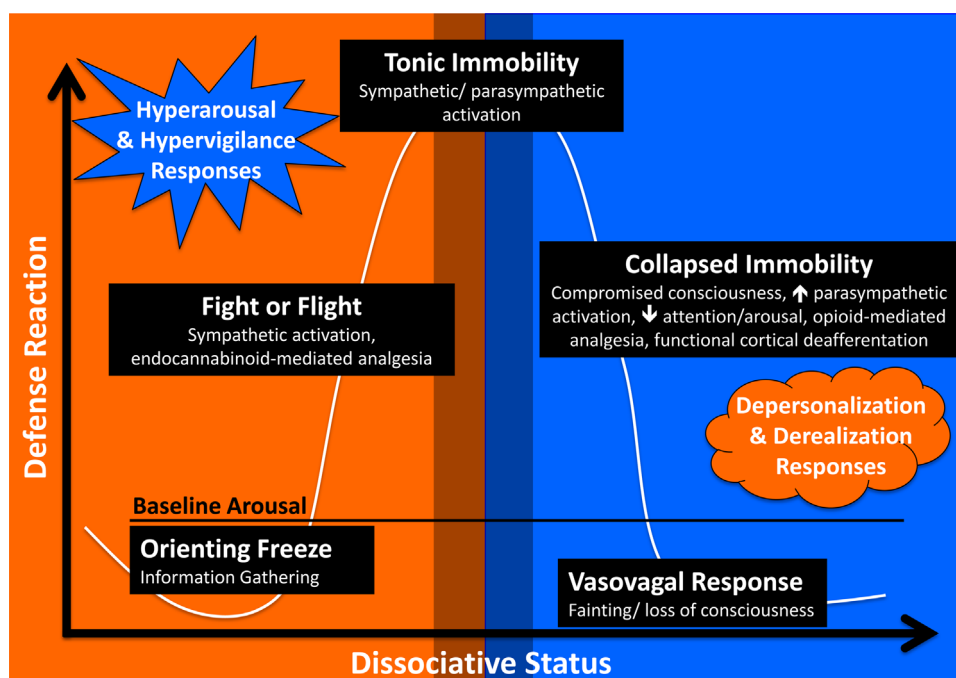 Tonic Immobility
Sympathetic/ parasympathetic
activation
Hyperarousal
& Hypervigilance
Responses
Defense Reaction
Fight or Flight
Sympathetic activation,
endocannabinoid-mediated analgesia
Collapsed Immobility
Compromised consciousness, ⬆ parasympathetic
activation, ⬇ attention/arousal, opioid-mediated
analgesia, functional cortical deafferentation
Depersonalization
& Derealization
Responses
Baseline Arousal
Orienting Freeze
Information Gathering
Vasovagal Response
Fainting/ loss of consciousness
Dissociative Status